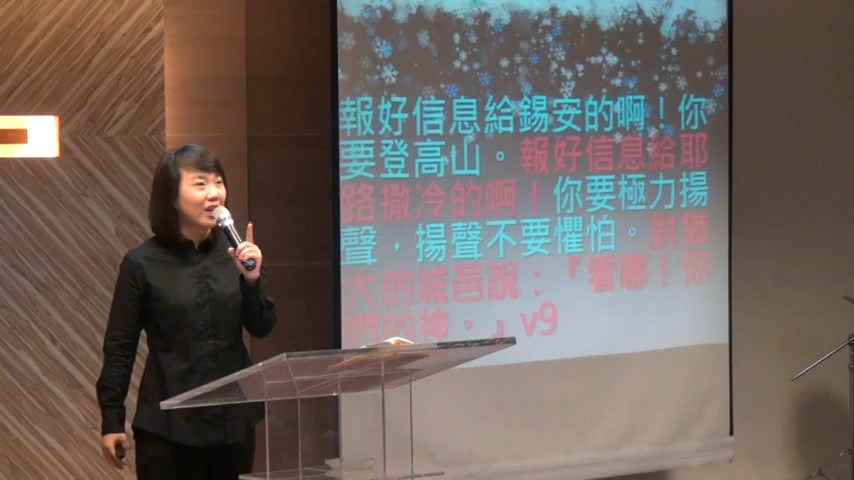 報好信息給錫安的啊！你
要登高山。報好信息給耶
路撒冷的啊！你要極力揚
聲，揚聲不要懼怕。對猶
大的城邑說：『看哪！你
們的神。』v9